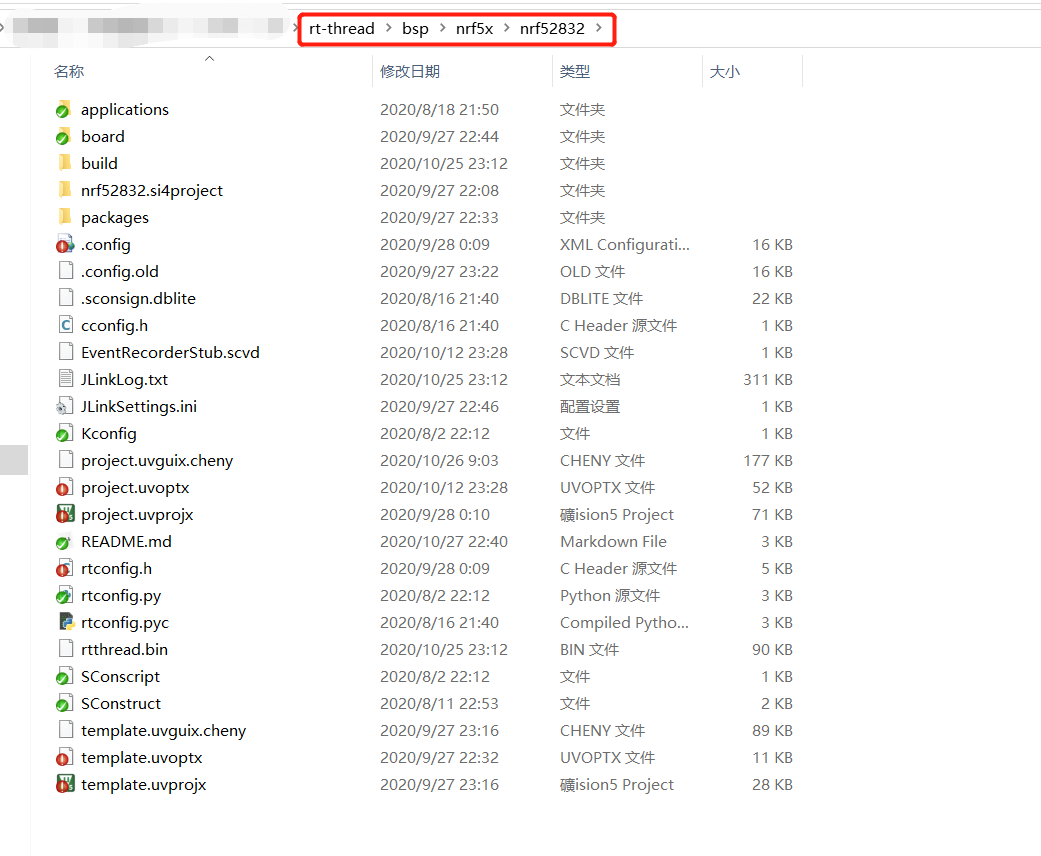 rt-thread > bsp > nrf5x > nrf52832 >
名称 修改日期 类型 大小
applications 2020/8/18 21:50 文件夹
board 2020/9/27 22:44 文件夹
build 2020/10/25 23:12 文件夹
nrf52832.si4project 2020/9/27 22:08 文件夹
packages 2020/9/27 22:33 文件夹
.config 2020/9/28 0:09 XML Configurati... 16 KB
.config.old 2020/9/27 23:22 OLD 文件 16 KB
.sconsign.dblite 2020/8/16 21:40 DBLITE 文件 22 KB
cconfig.h 2020/8/16 21:40 C Header 源文件 1 KB
EventRecorderStub.scvd 2020/10/12 23:28 SCVD 文件 1 KB
JLinkLog.txt 2020/10/25 23:12 文本文档 311 KB
JLinkSettings.ini 2020/9/27 22:46 配置设置 1 KB
Kconfig 2020/8/2 22:12 文件 1 KB
project.uvguix.cheny 2020/10/26 9:03 CHENY 文件 177 KB
project.uvoptx 2020/10/12 23:28 UVOPTX 文件 52 KB
project.uvprojx 2020/9/28 0:10 礦ision5 Project 71 KB
README.md 2020/10/27 22:40 Markdown File 3 KB
rtconfig.h 2020/9/28 0:09 C Header 源文件 5 KB
rtconfig.py 2020/8/2 22:12 Python 源文件 3 KB
rtconfig.pyc 2020/8/16 21:40 Compiled Pytho... 3 KB
rtthread.bin 2020/10/25 23:12 BIN 文件 90 KB
SConscript 2020/8/2 22:12 文件 1 KB
SConstruct 2020/8/11 22:53 文件 2 KB
template.uvguix.cheny 2020/9/27 23:16 CHENY 文件 89 KB
template.uvoptx 2020/9/27 22:32 UVOPTX 文件 11 KB
template.uvprojx 2020/9/27 23:16 礦ision5 Project 28 KB